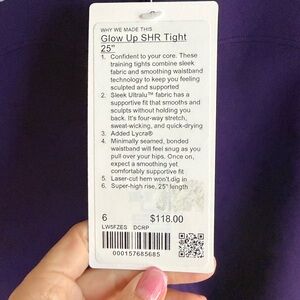 WHY WE MADE THIS
Glow Up SHR Tight
25"
1. Confident to your core. These
training tights combine sleek
fabric and smoothing waistband
technology to keep you feeling
sculpted and supported
2. Sleek Ultralu™ fabric has a
supportive fit that smooths and
sculpts without holding you
back. It's four-way stretch,
sweat-wicking, and quick-drying
3. Added Lycra®
4. Minimally seamed, bonded
waistband will feel snug as you
pull over your hips. Once on,
expect a smoothing yet
comfortably supportive fit
5. Laser-cut hem won't dig in
6. Super-high rise, 25" length
6 $118.00
LW5FZES DCRP
000157685685